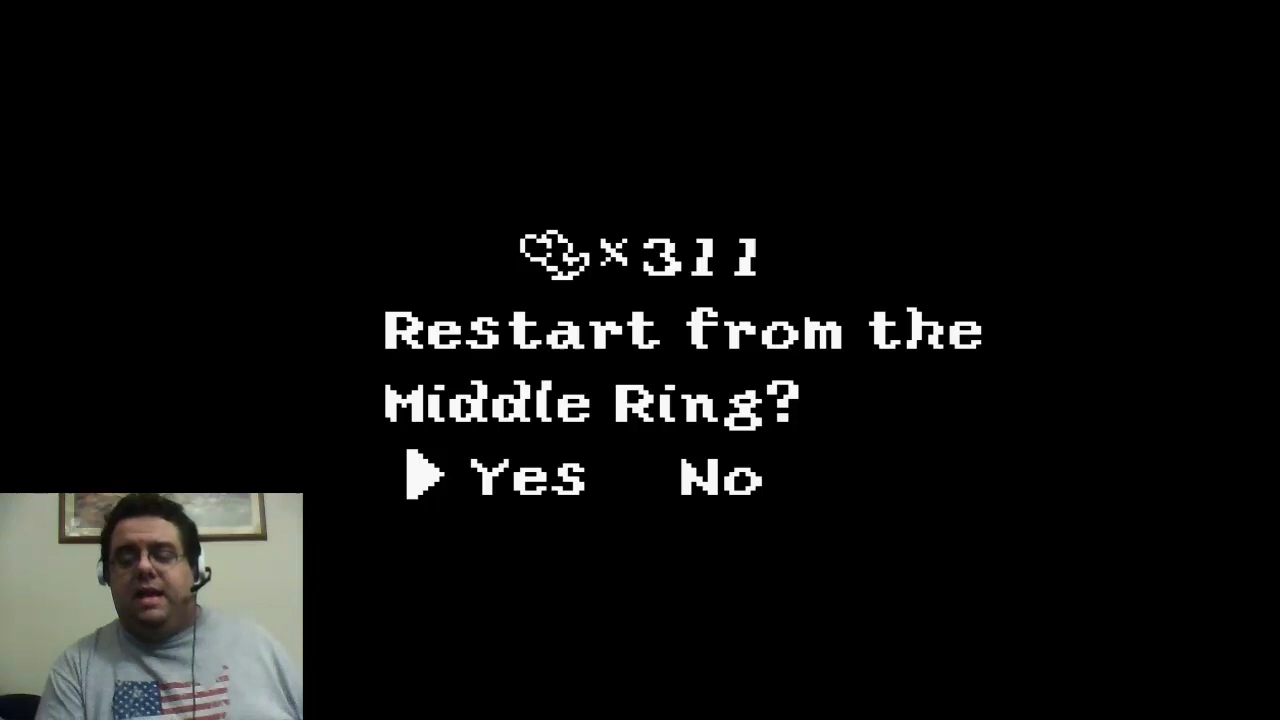 ×311
Restart from the
Middle Ring?
Yes No